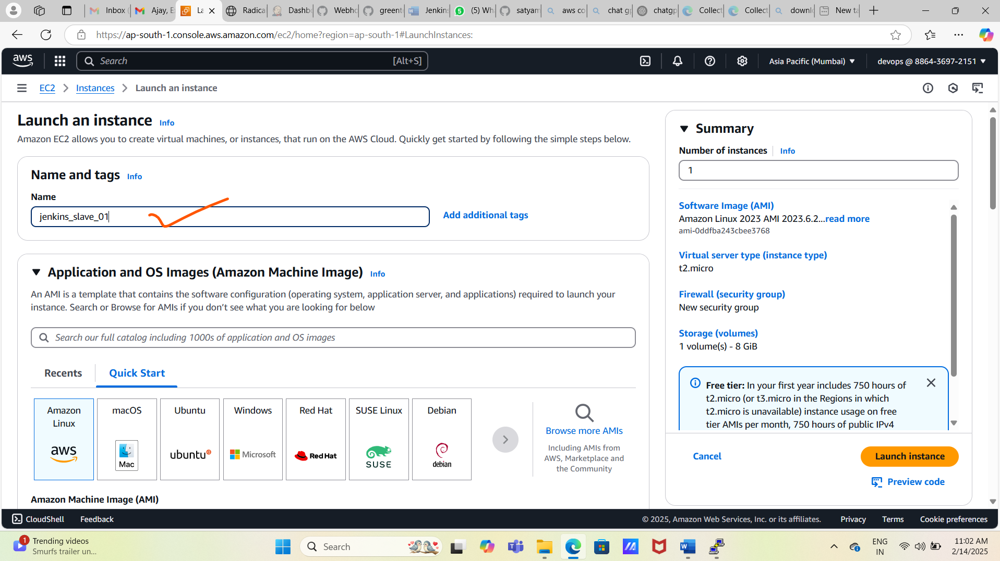 Inbox (
Ajay, E
La
Radica
Dashbo
Webho
greent
Jenkins
(5) Wh
satyam
aws co
chat gp
chatgp
Collect
Collect
downl
New ta
https://ap-south-1.console.aws.amazon.com/ec2/home?region=ap-south-1#LaunchInstances:
aws
Search
[Alt+S]
Asia Pacific (Mumbai)
devops @ 8864-3697-2151
EC2
Instances
Launch an instance
Launch an instance
Info
Amazon EC2 allows you to create virtual machines, or instances, that run on the AWS Cloud. Quickly get started by following the simple steps below.
Name and tags
Info
Name
jenkins_slave_01
Add additional tags
Application and OS Images (Amazon Machine Image)
Info
An AMI is a template that contains the software configuration (operating system, application server, and applications) required to launch your
instance. Search or Browse for AMIs if you don’t see what you are looking for below
Search our full catalog including 1000s of application and OS images
Recents
Quick Start
Amazon
Linux
aws
macOS
Mac
Ubuntu
ubuntu
Windows
Microsoft
Red Hat
Red Hat
SUSE Linux
SUSE
Debian
debian
Browse more AMIs
Including AMIs from
AWS, Marketplace and
the Community
Amazon Machine Image (AMI)
Summary
Number of instances
Info
1
Software Image (AMI)
Amazon Linux 2023 AMI 2023.6.2...read more
ami-0ddfba243cbee3768
Virtual server type (instance type)
t2.micro
Firewall (security group)
New security group
Storage (volumes)
1 volume(s) - 8 GiB
Free tier: In your first year includes 750 hours of
t2.micro (or t3.micro in the Regions in which
t2.micro is unavailable) instance usage on free
tier AMIs per month, 750 hours of public IPv4
Cancel
Launch instance
Preview code
CloudShell
Feedback
© 2025, Amazon Web Services, Inc. or its affiliates.
Privacy
Terms
Cookie preferences
1
Trending videos
Smurfs trailer un...
Search
ENG
IN
11:02 AM
2/14/2025